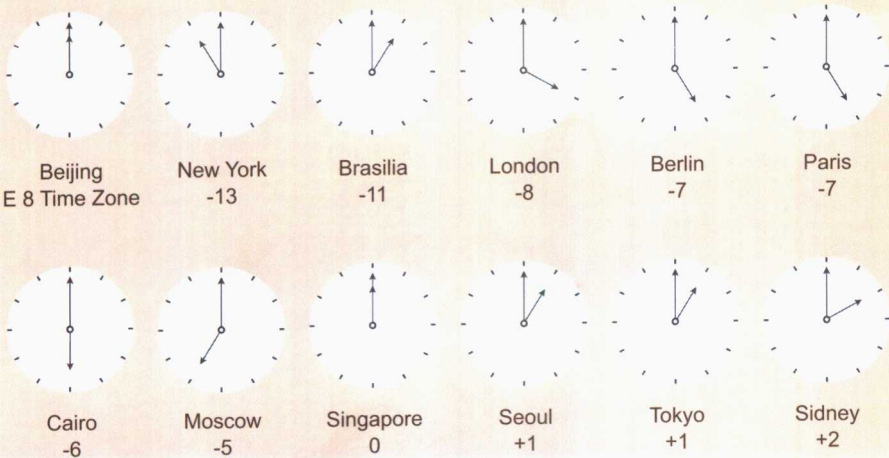 Beijing
E 8 Time Zone
New York
-13
Brasilia
-11
London
-8
Berlin
-7
Paris
-7
Cairo
-6
Moscow
-5
Singapore
0
Seoul
+1
Tokyo
+1
Sidney
+2